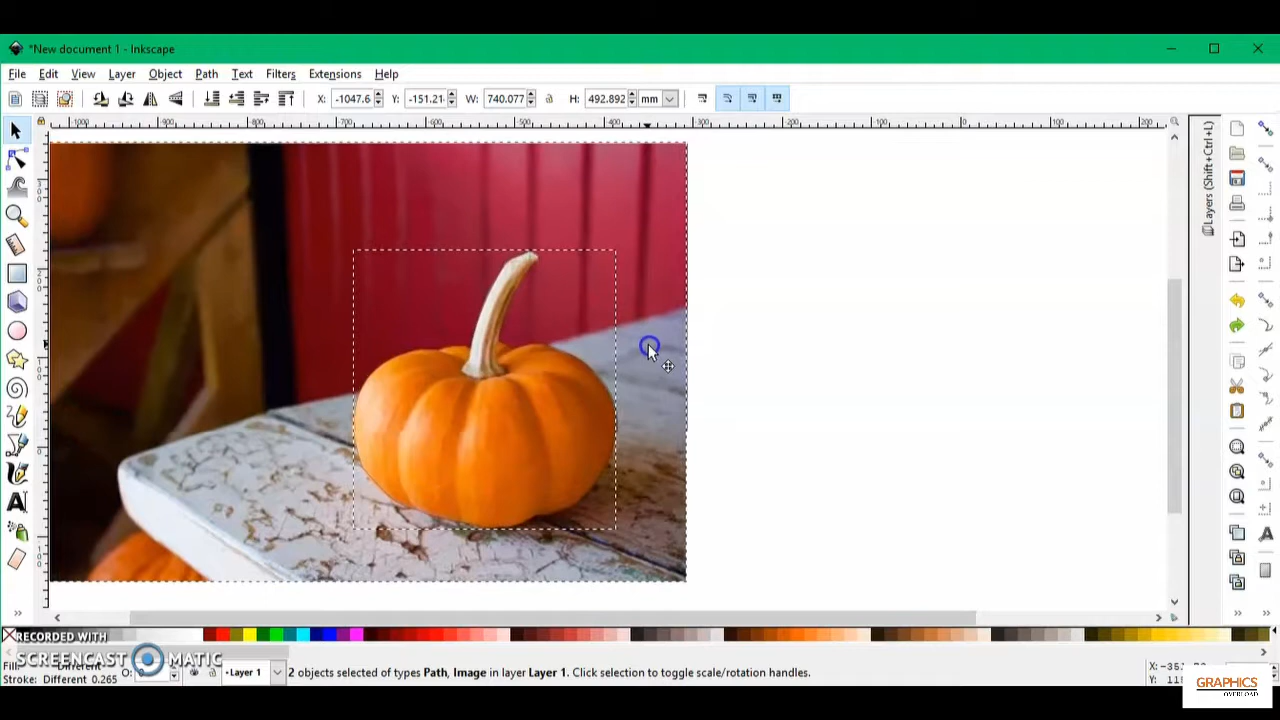 *New document 1 - Inkscape
File Edit View Layer Object Path Text Filters Extensions Help
X: -1047.6 Y: -151.21 W: 740.077 H: 492.892 mm
Layers (Shift+Ctrl+L)
RECORDED WITH
SCREENCAST MATIC
Fill: Different
Stroke: Different 0.265 O: Layer 1 2 objects selected of types Path, Image in layer Layer 1. Click selection to toggle scale/rotation handles.
X: -351
Y:
GRAPHICS
OVERLOAD